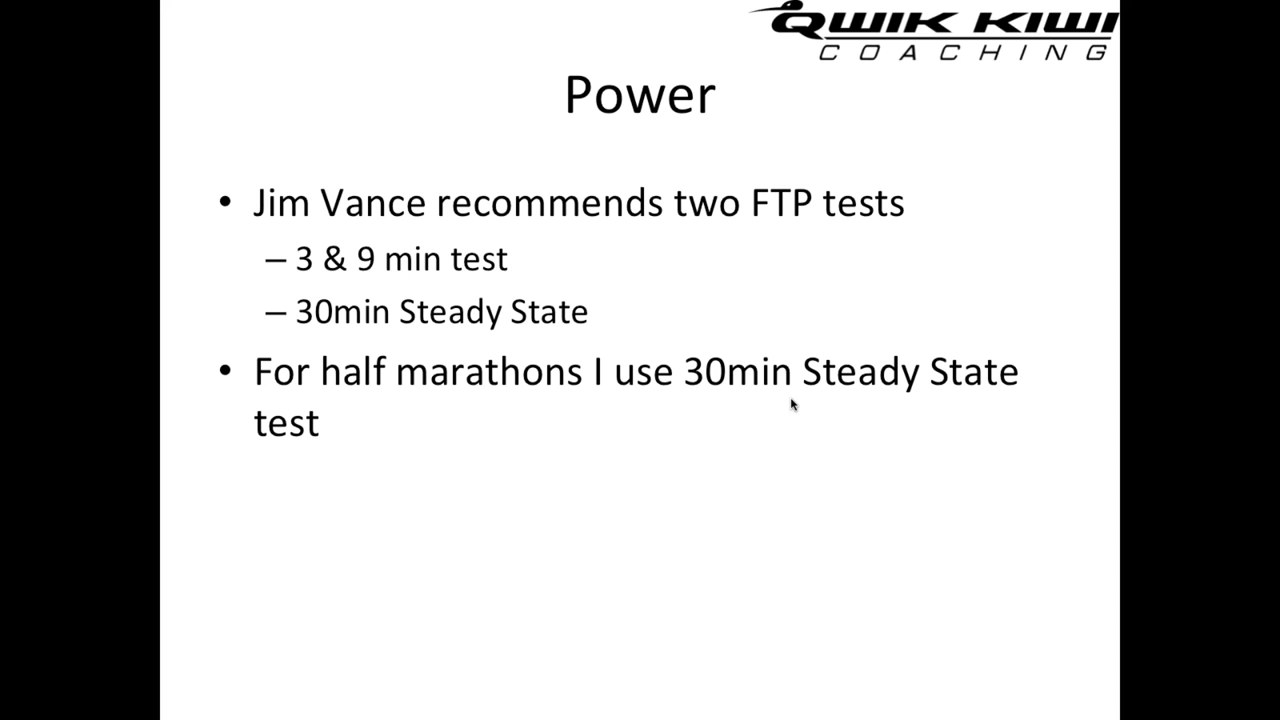 QWIK KIWI
COACHING
Power
• Jim Vance recommends two FTP tests
– 3 & 9 min test
– 30min Steady State
• For half marathons I use 30min Steady State
test